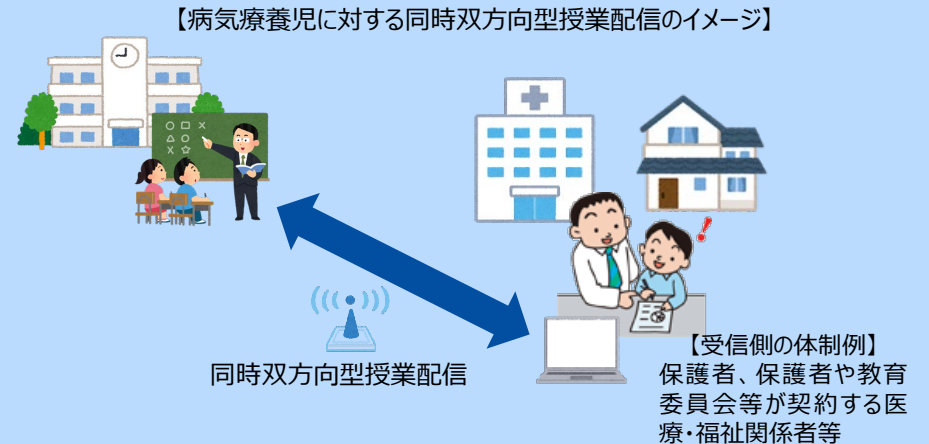 【病気療養児に対する同時双方向型授業配信のイメージ】
同時双方向型授業配信
【受信側の体制例】
保護者、保護者や教育
委員会等が契約する医
療・福祉関係者等